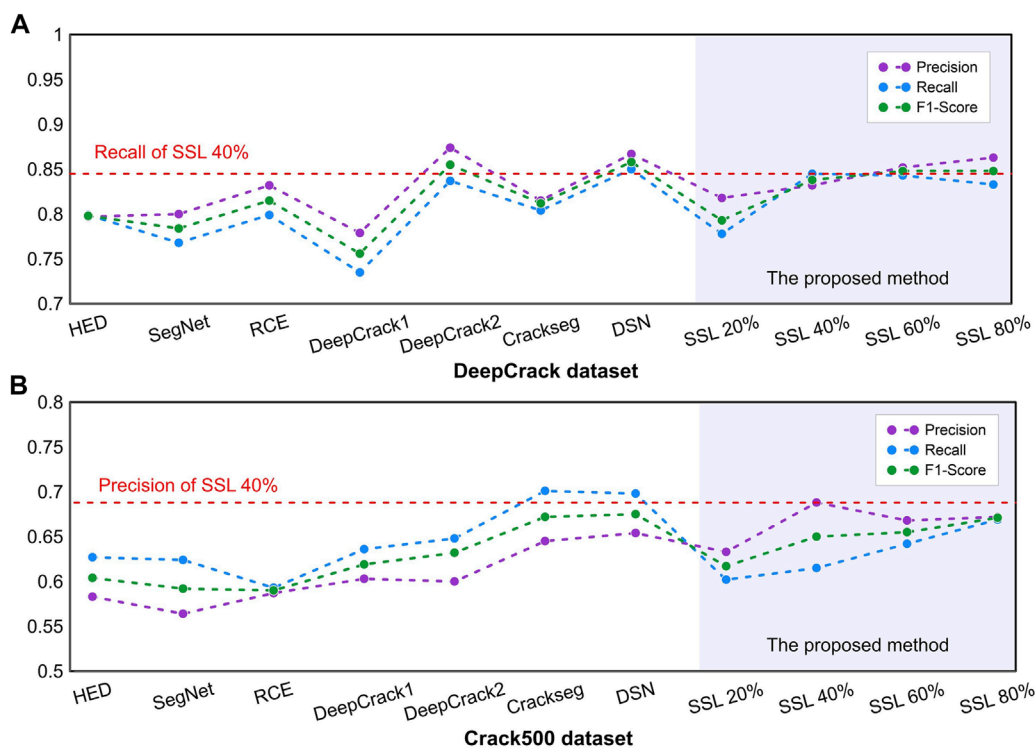 A
1
0.95
0.9
0.85
0.8
0.75
0.7
Precision
Recall
F1-Score
Recall of SSL 40%
The proposed method
HED
SegNet
RCE
DeepCrack1
DeepCrack2
Crackseg
DSN
SSL 20%
SSL 40%
SSL 60%
SSL 80%
DeepCrack dataset
B
0.8
0.75
0.7
0.65
0.6
0.55
0.5
Precision
Recall
F1-Score
Precision of SSL 40%
The proposed method
HED
SegNet
RCE
DeepCrack1
DeepCrack2
Crackseg
DSN
SSL 20%
SSL 40%
SSL 60%
SSL 80%
Crack500 dataset